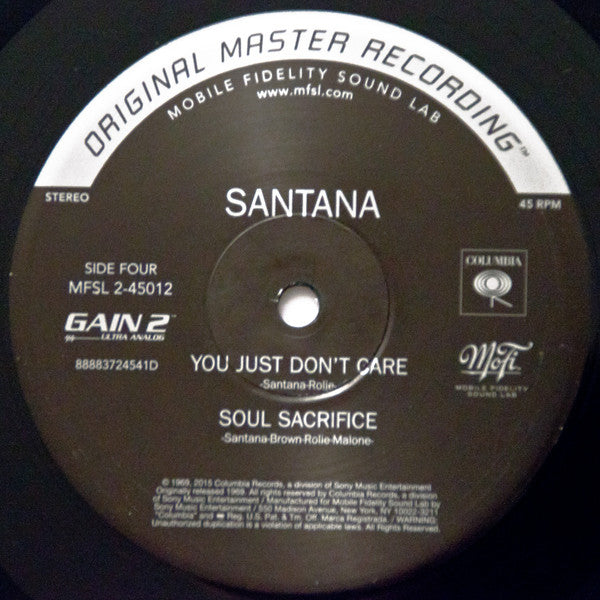 ORIGINAL MASTER RECORDING™
MOBILE FIDELITY SOUND LAB
www.mfsl.com
STEREO
45 RPM
SANTANA
SIDE FOUR
MFSL 2-45012
COLUMBIA
GAIN 2™
ULTRA ANALOG
88883724541D
MoFi
MOBILE FIDELITY
SOUND LAB
YOU JUST DON'T CARE
-Santana-Rolie-
SOUL SACRIFICE
-Santana-Brown-Rolie-Malone-
© 1969, 2015 Columbia Records, a division of Sony Music Entertainment.
Originally released 1969. All rights reserved by Columbia Records, a division
of Sony Music Entertainment / Manufactured for Mobile Fidelity Sound Lab by
Sony Music Entertainment / 550 Madison Avenue, New York, NY 10022-3211
"Columbia" and Reg. U.S. Pat. & Tm. Off. Marca Registrada. / WARNING:
Unauthorized duplication is a violation of applicable laws. All Rights Reserved.